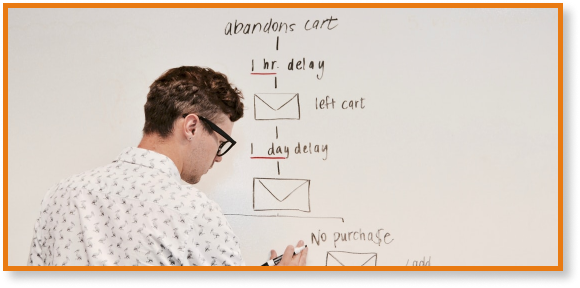 abandons cart
1 hr. delay
left cart
1 day delay
No purchase